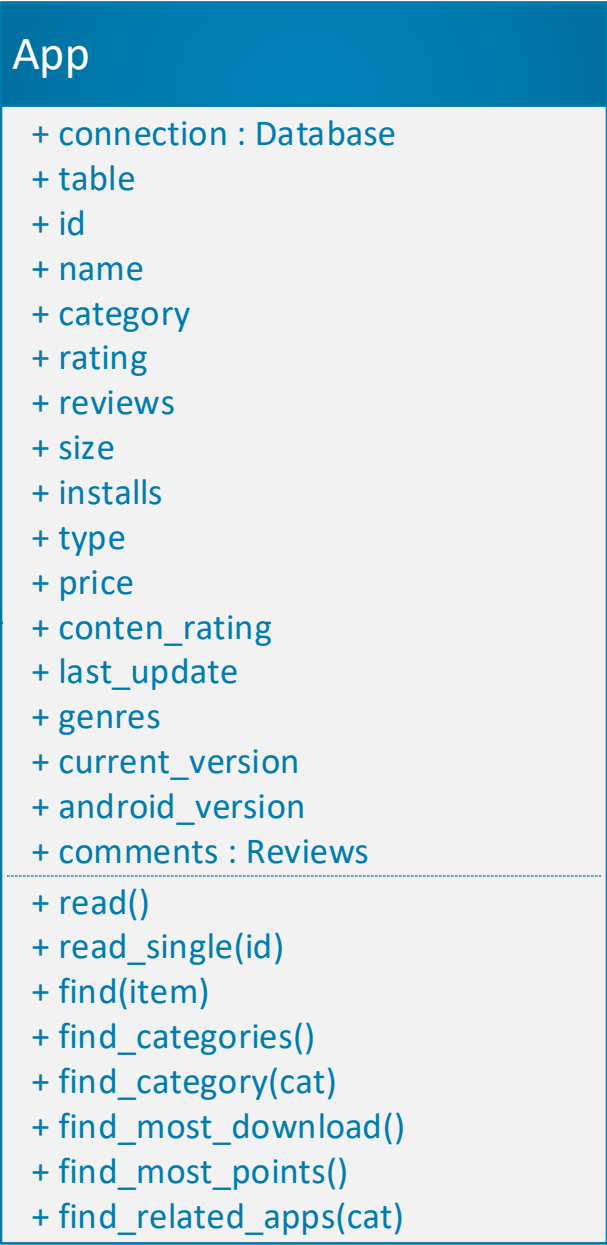 App
+ connection : Database
+ table
+ id
+ name
+ category
+ rating
+ reviews
+ size
+ installs
+ type
+ price
+ conten_rating
+ last_update
+ genres
+ current_version
+ android_version
+ comments : Reviews
+ read()
+ read_single(id)
+ find(item)
+ find_categories()
+ find_category(cat)
+ find_most_download()
+ find_most_points()
+ find_related_apps(cat)